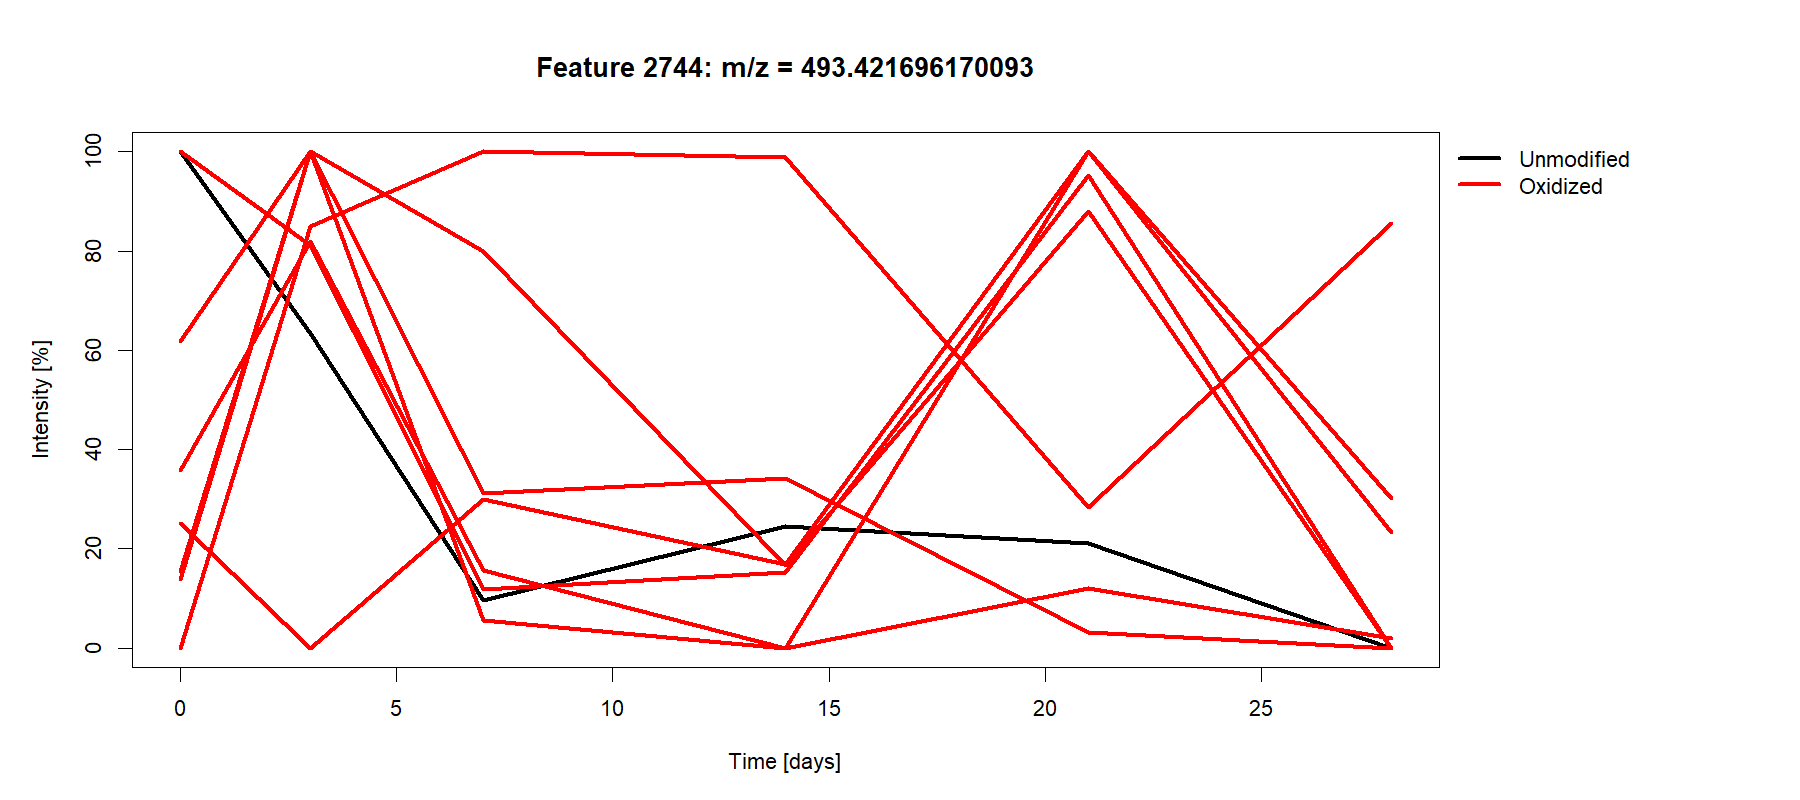 Feature 2744: m/z = 493.421696170093
Unmodified
Oxidized
100
80
60
40
20
0
Intensity [%]
0 5 10 15 20 25
Time [days]